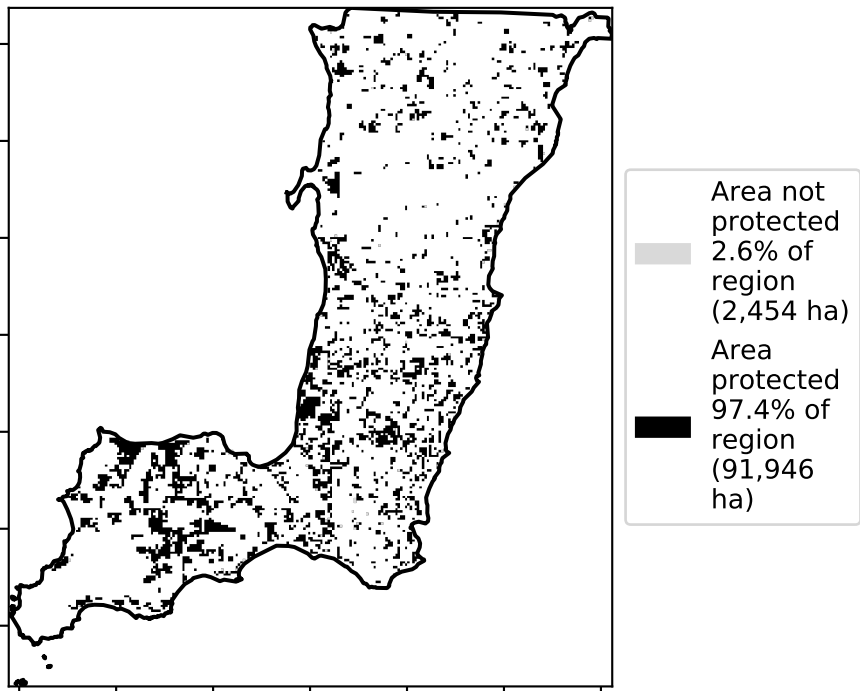 Area not
protected
2.6% of
region
(2,454 ha)
Area
protected
97.4% of
region
(91,946
ha)